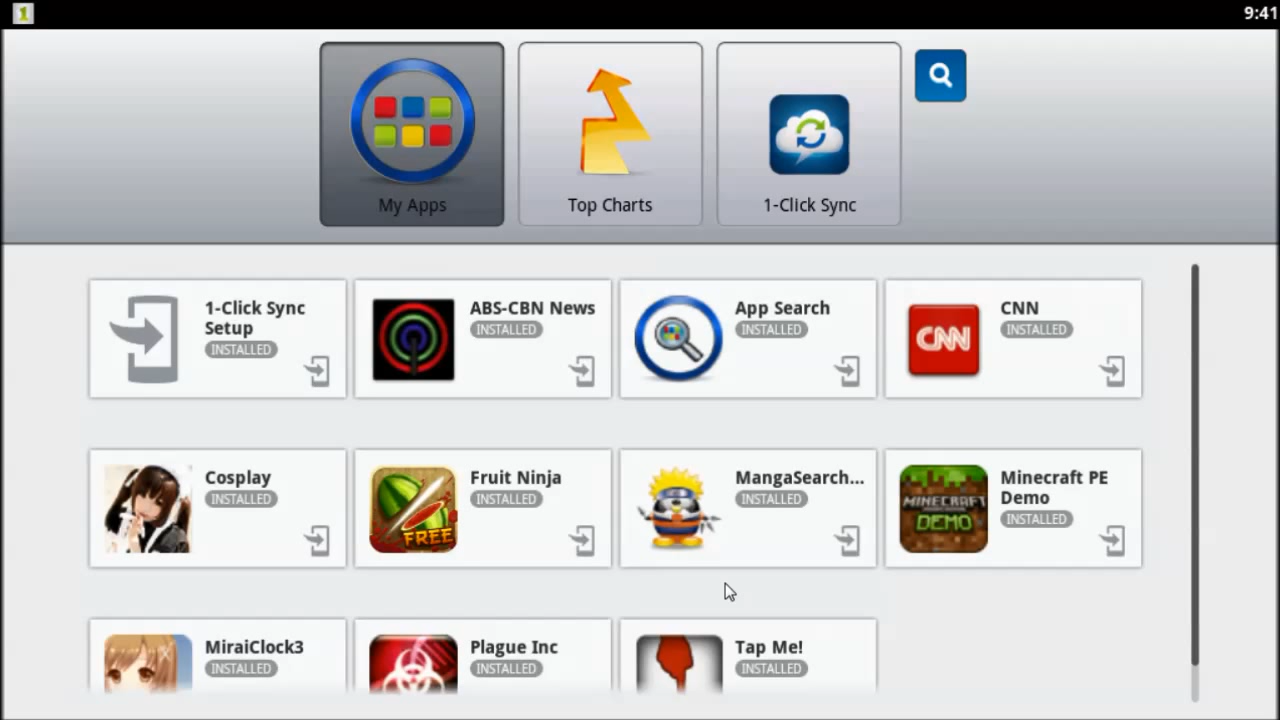 1
9:41
My Apps
Top Charts
1-Click Sync
1-Click Sync
Setup
INSTALLED
ABS-CBN News
INSTALLED
App Search
INSTALLED
CNN
CNN
INSTALLED
Cosplay
INSTALLED
FREE
Fruit Ninja
INSTALLED
MangaSearch...
INSTALLED
MINECRAFT
DEMO
Minecraft PE
Demo
INSTALLED
MiraiClock3
INSTALLED
Plague Inc
INSTALLED
Tap Me!
INSTALLED